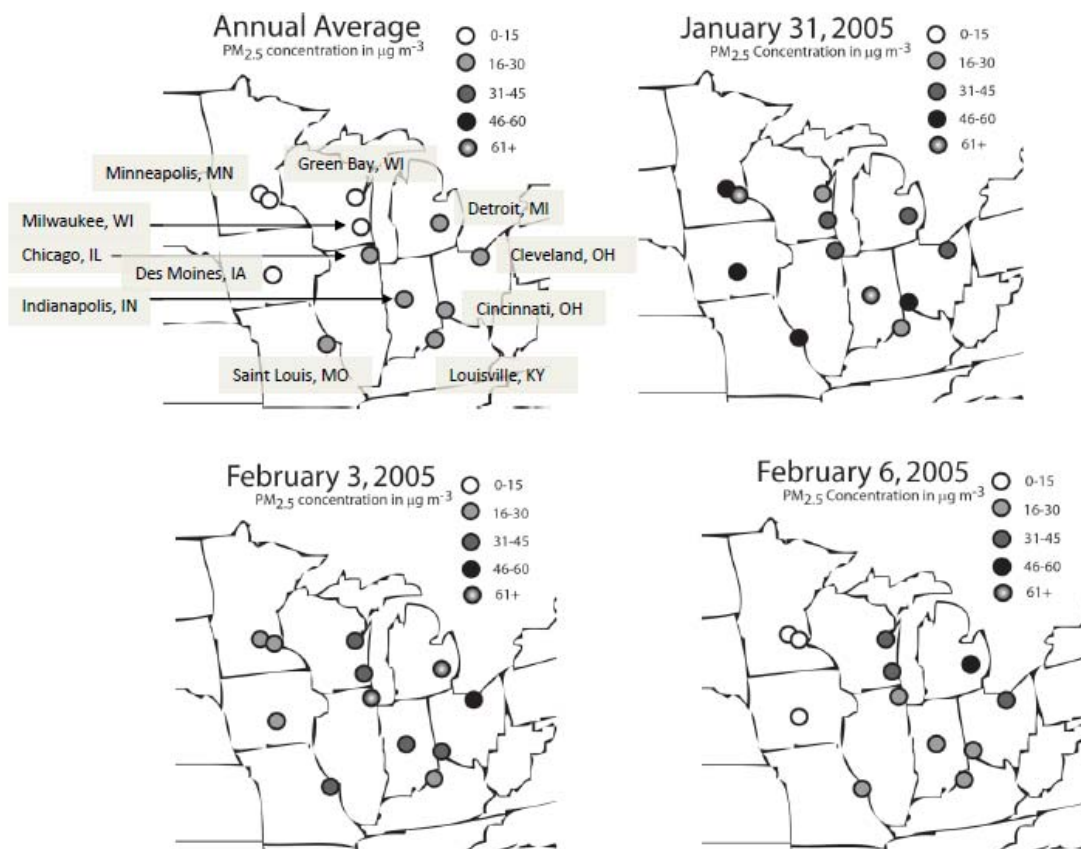 Annual Average
PM2.5 concentration in µg m-3
0-15
16-30
31-45
46-60
61+
Minneapolis, MN
Green Bay, WI
Milwaukee, WI
Detroit, MI
Chicago, IL
Cleveland, OH
Des Moines, IA
Indianapolis, IN
Cincinnati, OH
Saint Louis, MO
Louisville, KY
January 31, 2005
PM2.5 Concentration in µg m-3
0-15
16-30
31-45
46-60
61+
February 3, 2005
PM2.5 concentration in µg m-3
0-15
16-30
31-45
46-60
61+
February 6, 2005
PM2.5 Concentration in µg m-3
0-15
16-30
31-45
46-60
61+